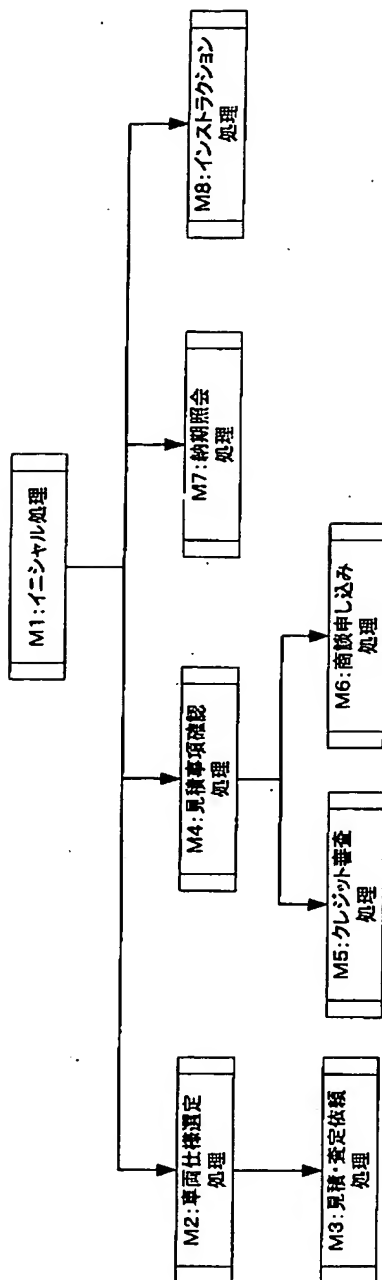 M1:イニシャル処理
M2:車両仕様選定
処理
M4:見積事項確認
処理
M7:納期照会
処理
M8:インストラクション
処理
M3:見積・査定依頼
処理
M5:クレジット審査
処理
M6:商談申し込み
処理